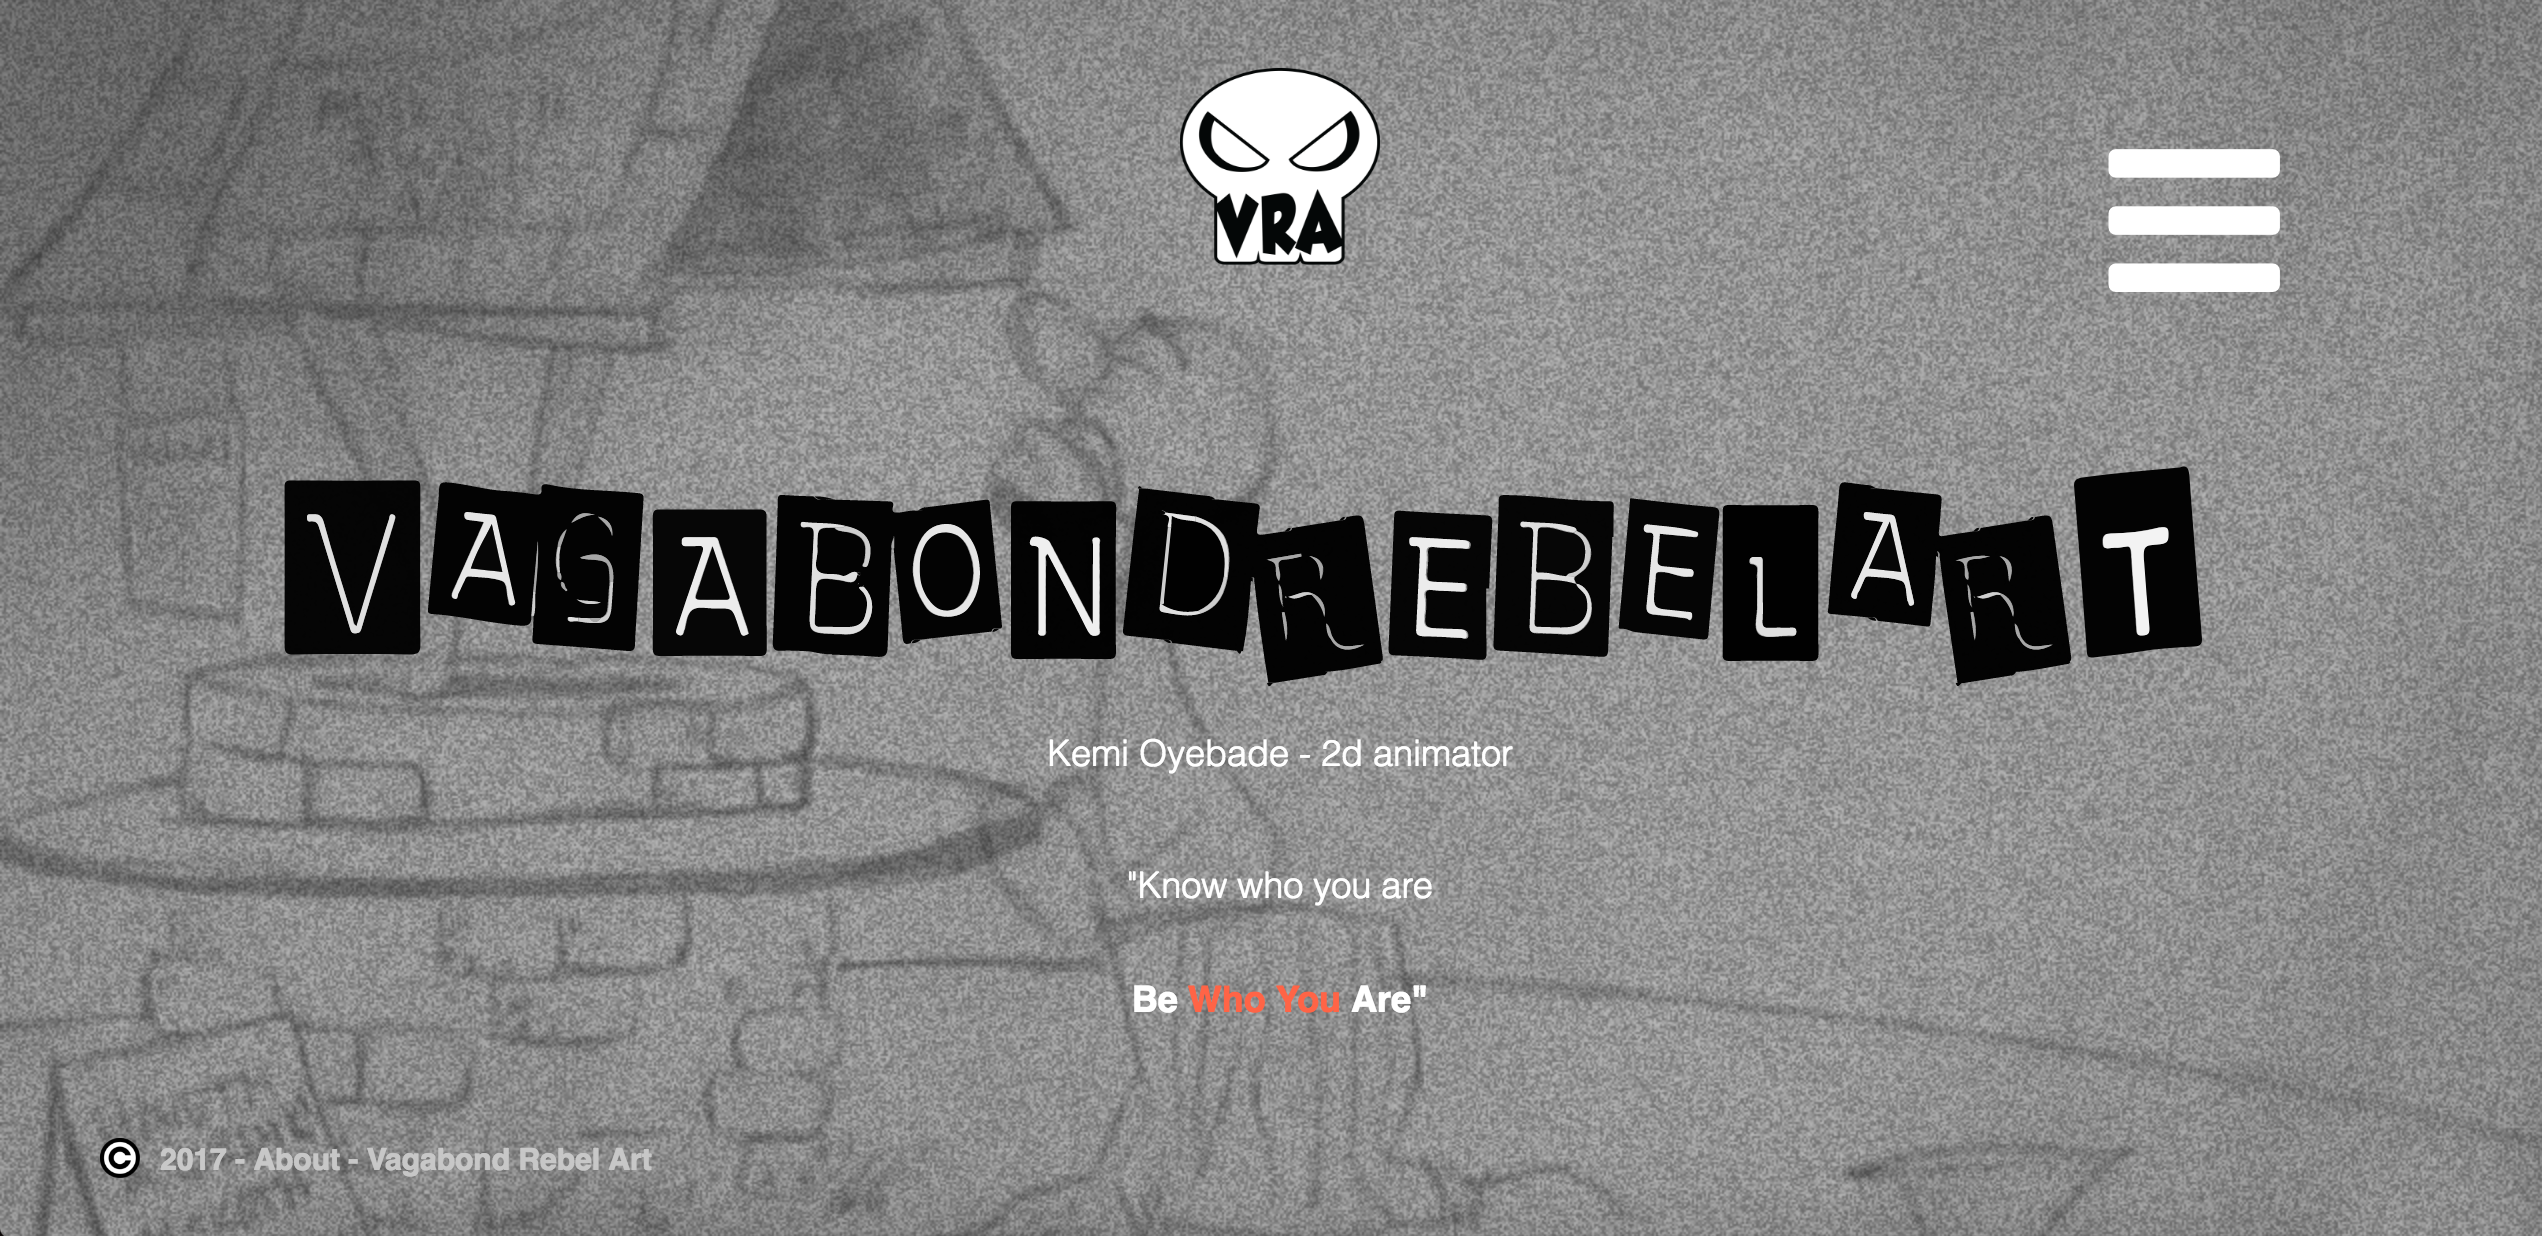 VRA
VAGABONDREBELART
Kemi Oyebade - 2d animator
"Know who you are
Be Who You Are"
© 2017 - About - Vagabond Rebel Art